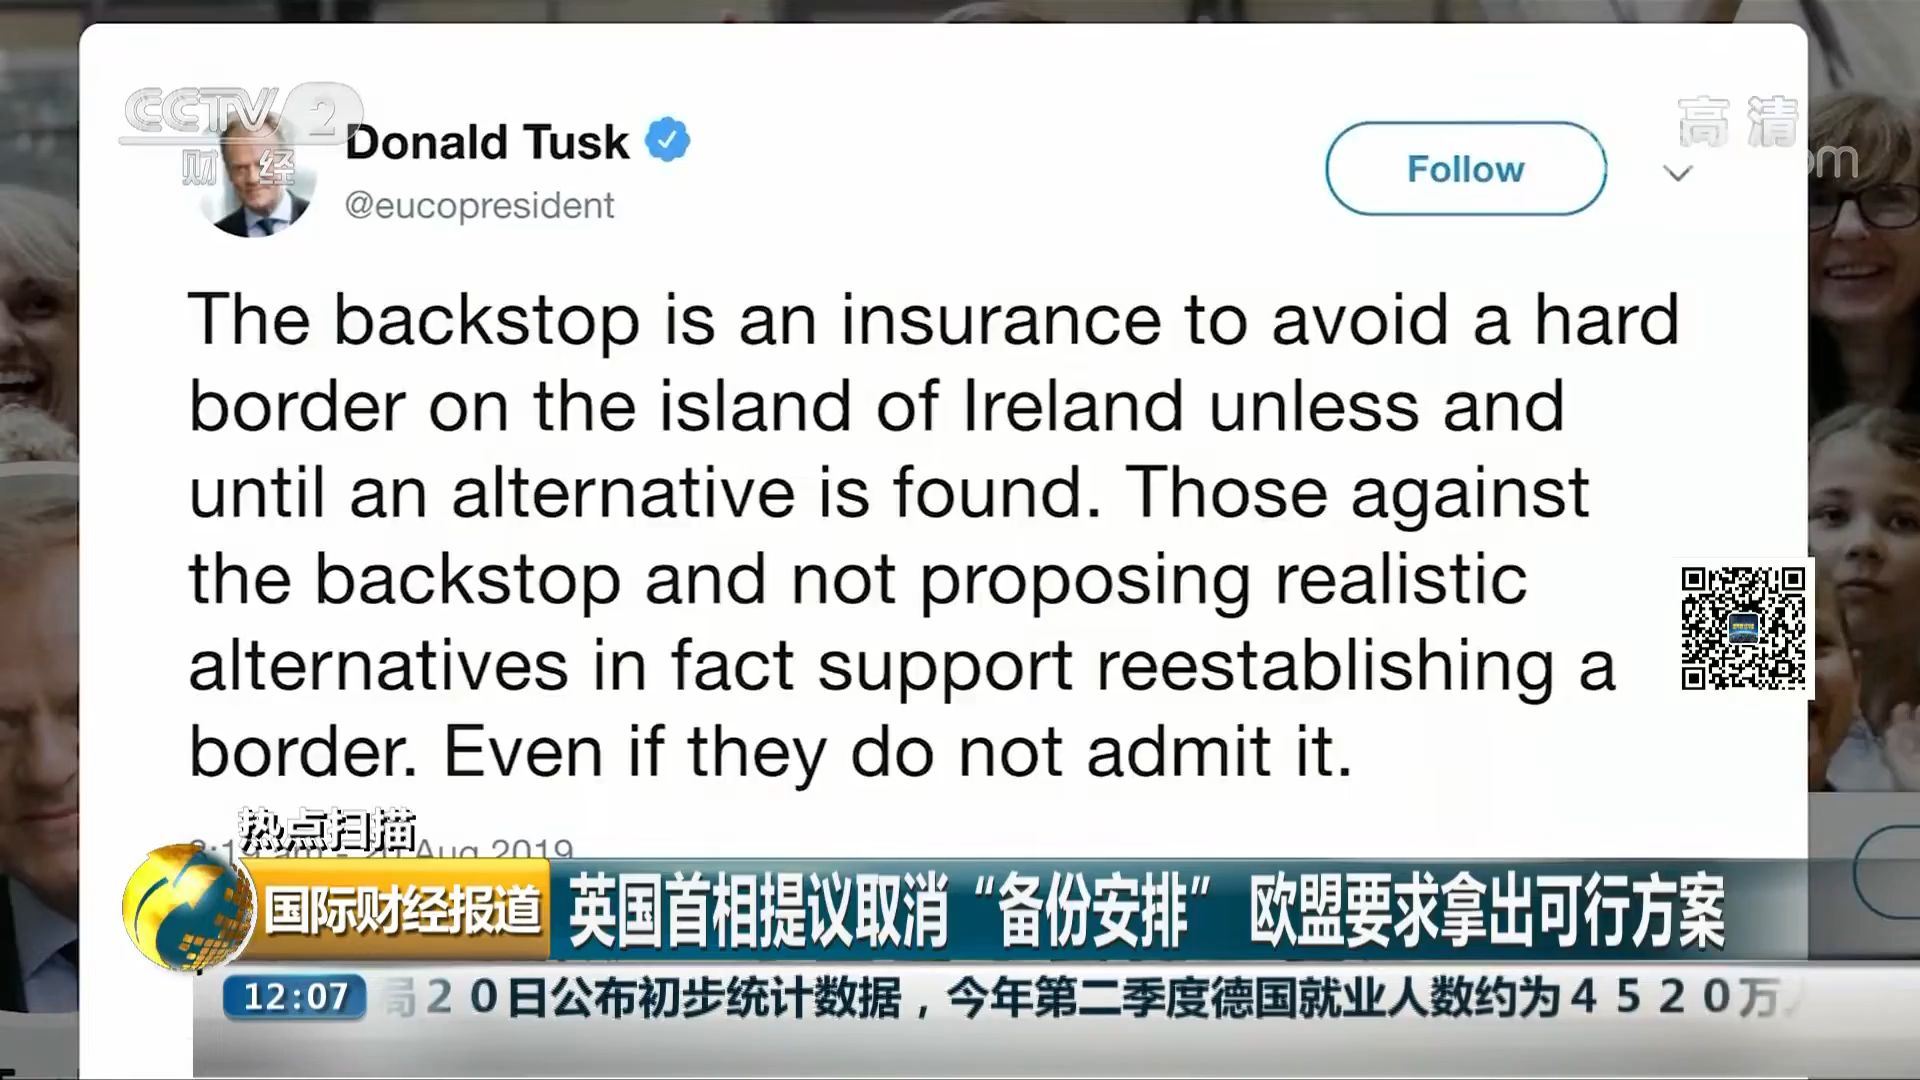 CCTV 2
财经
高清
Donald Tusk
@eucopresident
Follow
The backstop is an insurance to avoid a hard
border on the island of Ireland unless and
until an alternative is found. Those against
the backstop and not proposing realistic
alternatives in fact support reestablishing a
border. Even if they do not admit it.
热点扫描
Aug 2019
国际财经报道
英国首相提议取消“备份安排” 欧盟要求拿出可行方案
12:07
局20日公布初步统计数据，今年第二季度德国就业人数约为4520万